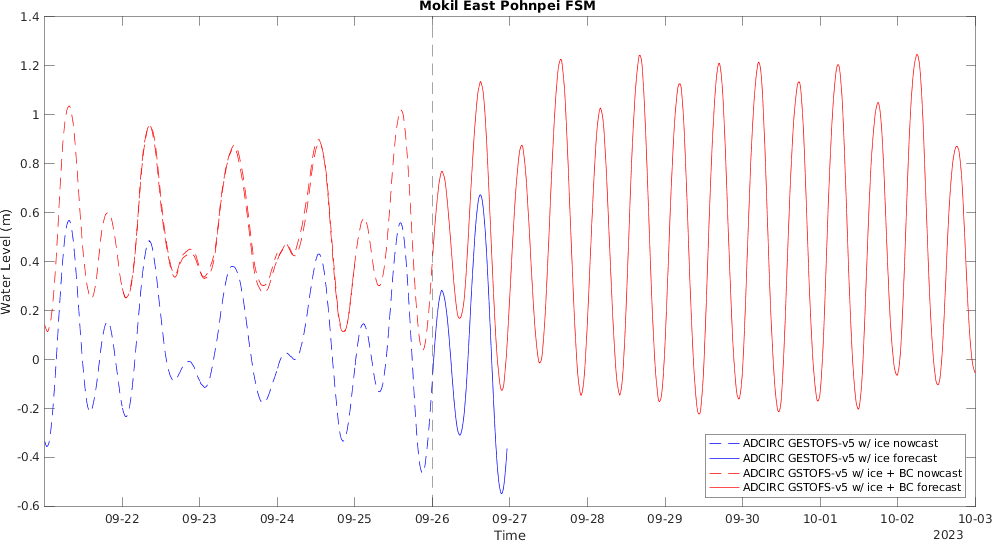 Mokil East Pohnpei FSM
1.4
1.2
1
0.8
0.6
0.4
0.2
0
-0.2
-0.4
-0.6
Water Level (m)
09-22 09-23 09-24 09-25 09-26 09-27 09-28 09-29 09-30 10-01 10-02 10-03
Time
2023
ADCIRC GESTOFS-v5 w/ ice nowcast
ADCIRC GESTOFS-v5 w/ ice forecast
ADCIRC GSTOFS-v5 w/ ice + BC nowcast
ADCIRC GSTOFS-v5 w/ ice + BC forecast